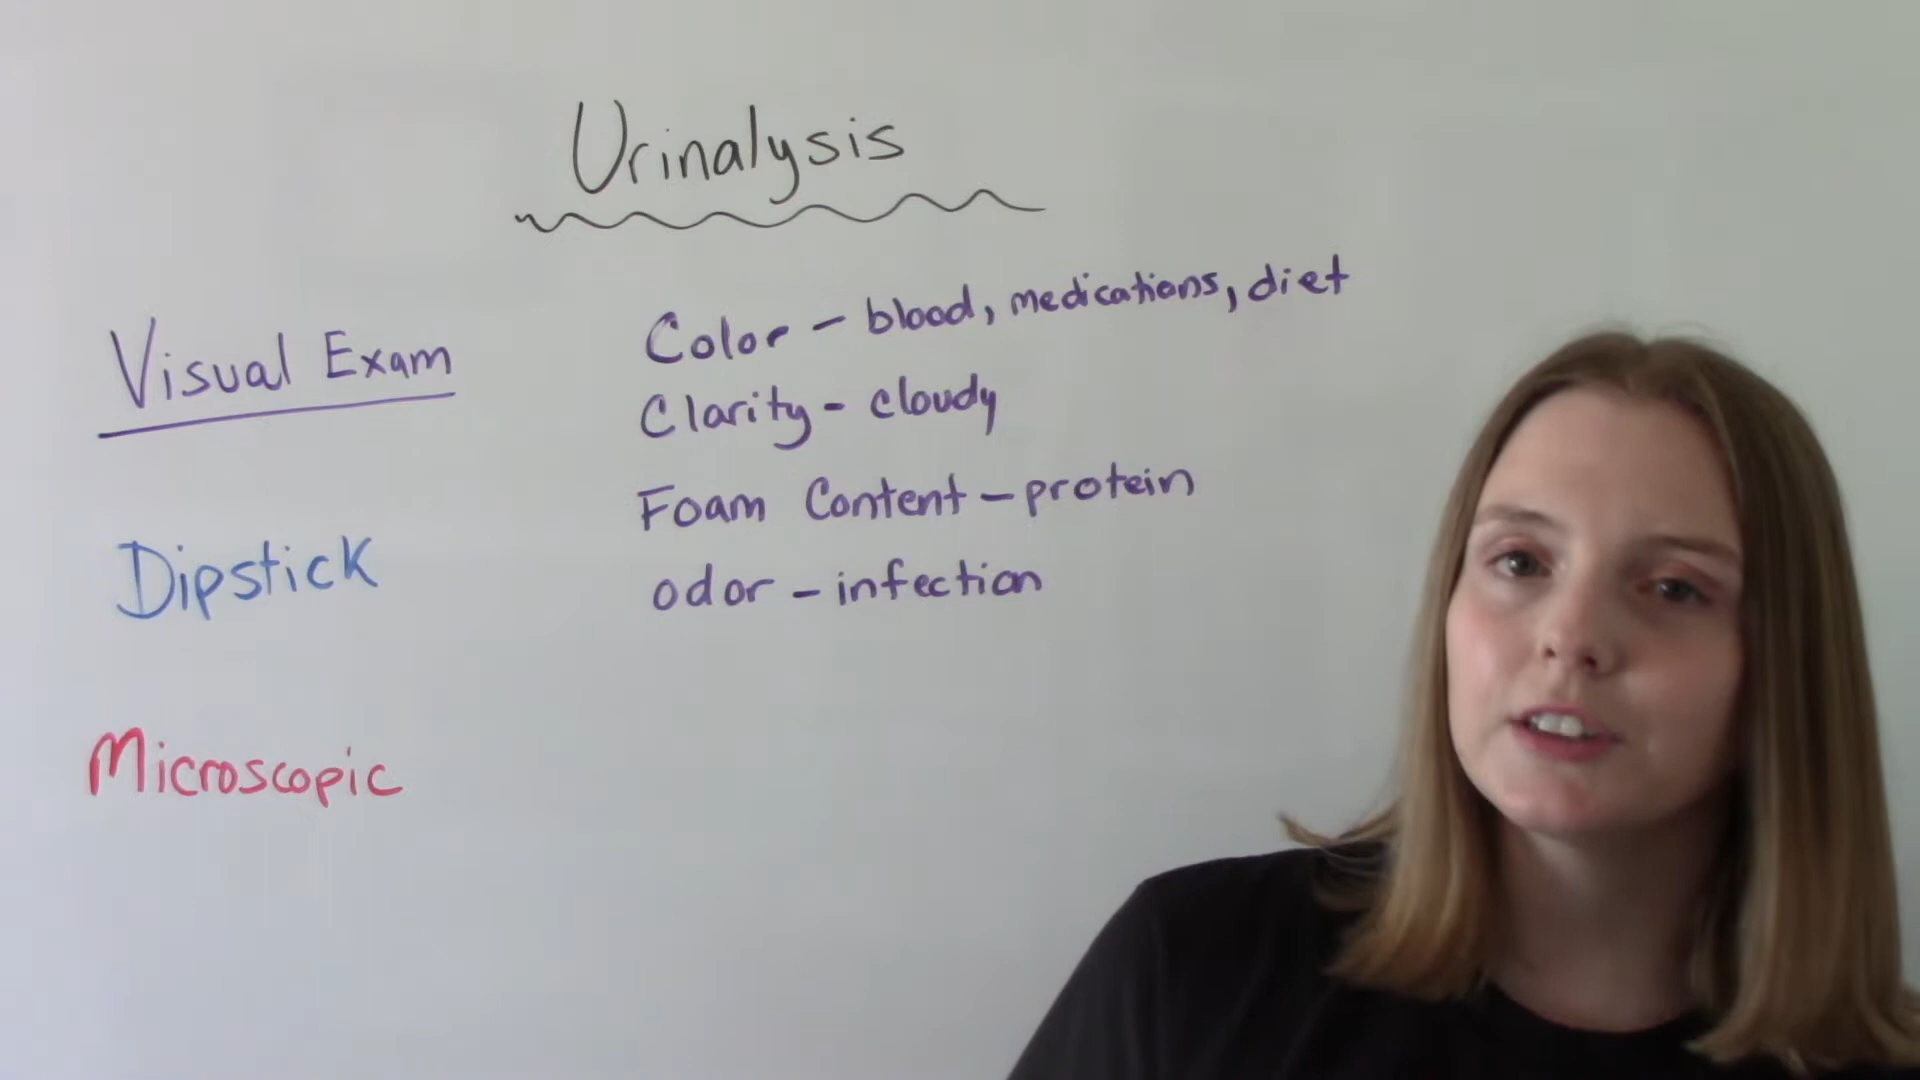 Urinalysis
Visual Exam
Color - blood, medications, diet
Clarity - cloudy
Foam Content - protein
odor - infection
Dipstick
Microscopic